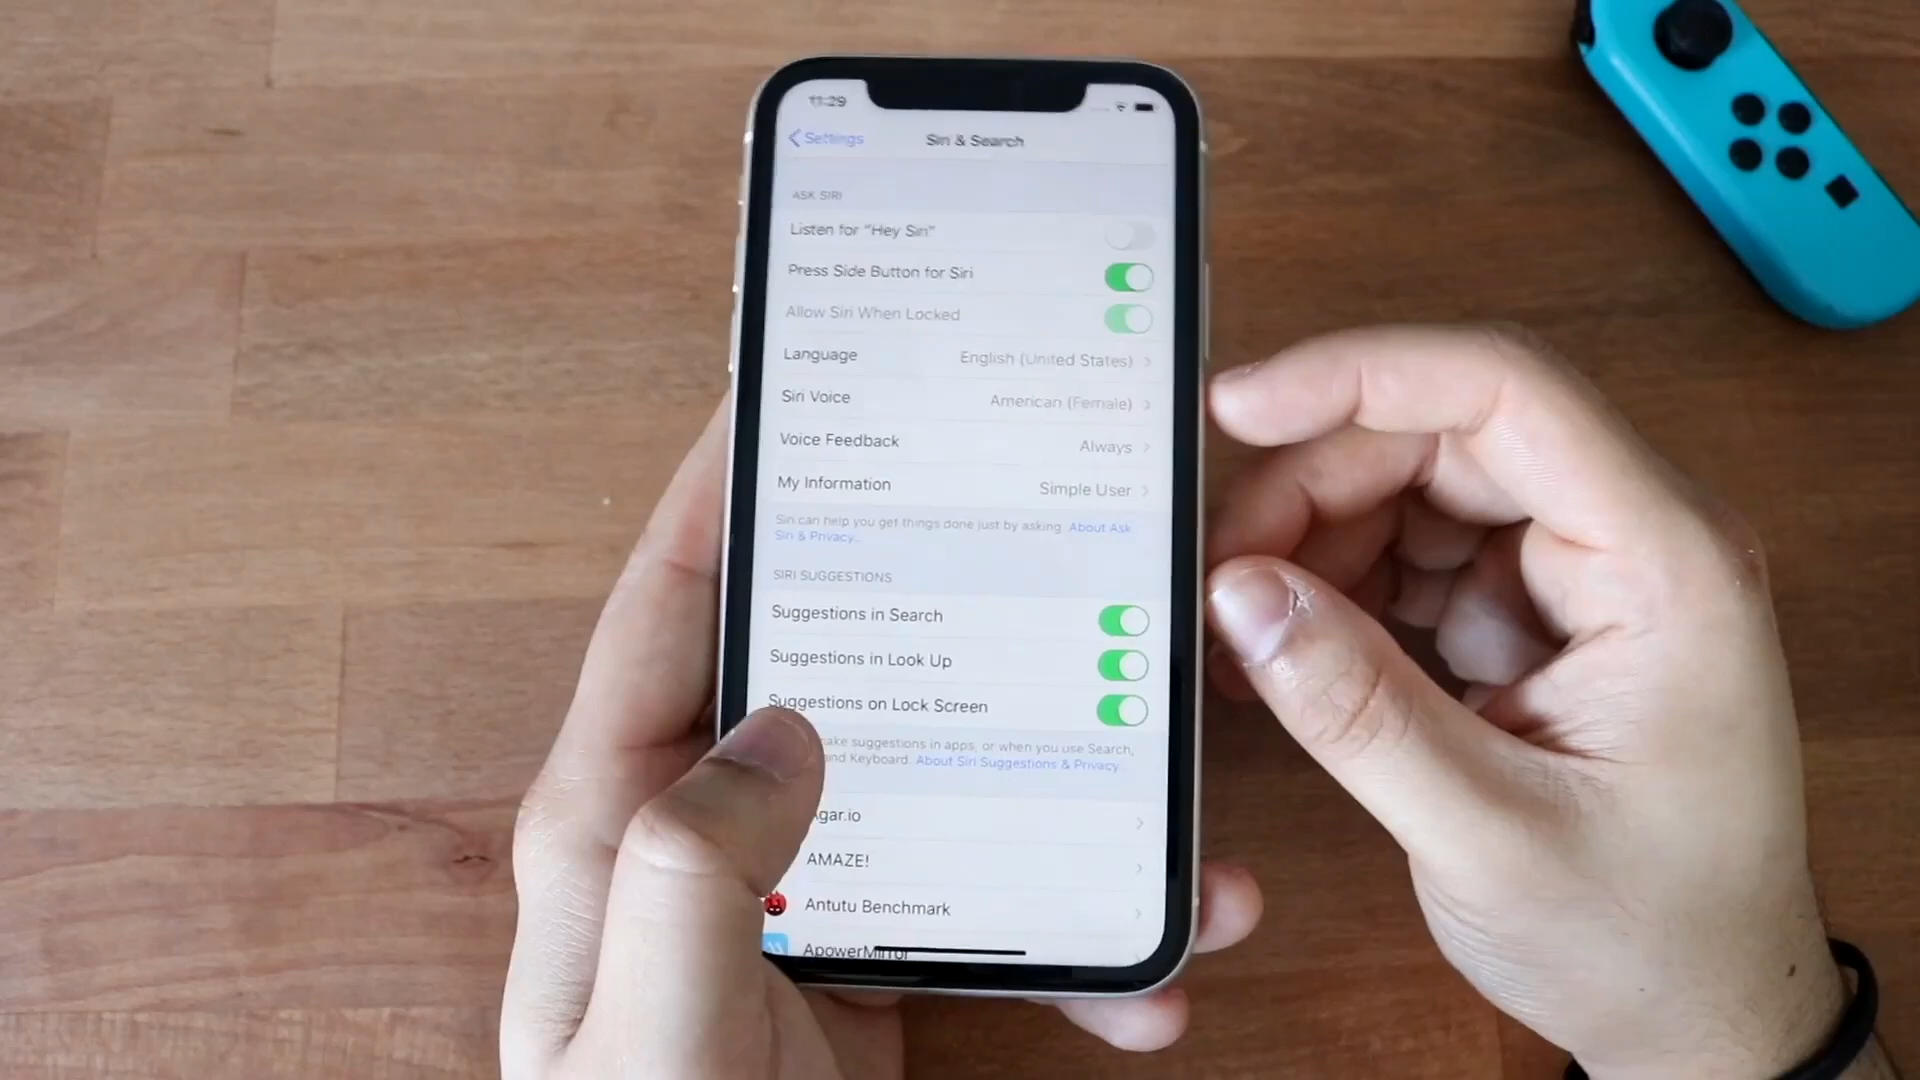 11:29
Settings
Siri & Search
ASK SIRI
Listen for "Hey Siri"
Press Side Button for Siri
Allow Siri When Locked
Language English (United States)
Siri Voice American (Female)
Voice Feedback Always
My Information Simple User
Siri can help you get things done just by asking. About Ask
Siri & Privacy...
SIRI SUGGESTIONS
Suggestions in Search
Suggestions in Look Up
Suggestions on Lock Screen
suggestions in apps, or when you use Search,
and Keyboard. About Siri Suggestions & Privacy...
Agar.io
AMAZE!
Antutu Benchmark
ApowerMirror